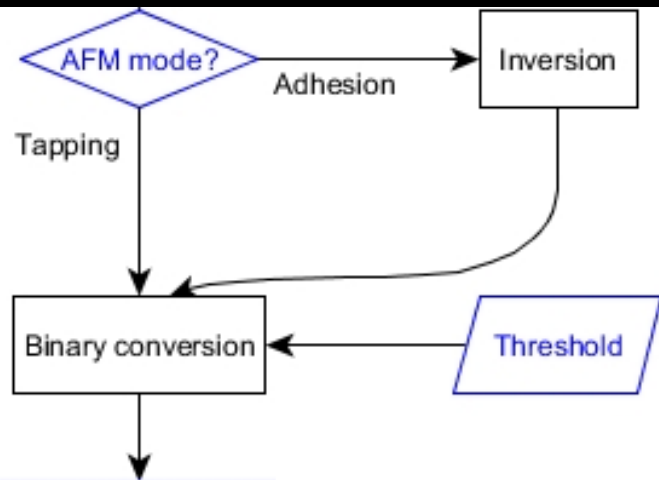 AFM mode?
Inversion
Adhesion
Tapping
Binary conversion
Threshold